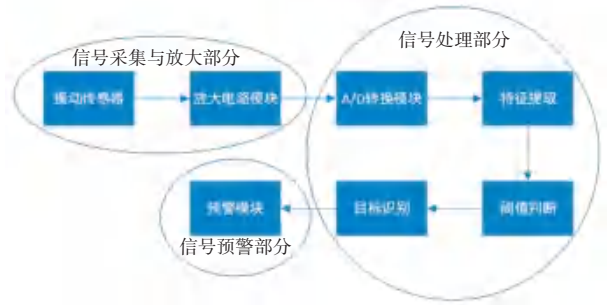 信号采集与放大部分
信号处理部分
振动传感器
放大电路模块
A/D转换模块
特征提取
预警模块
目标识别
阈值判断
信号预警部分